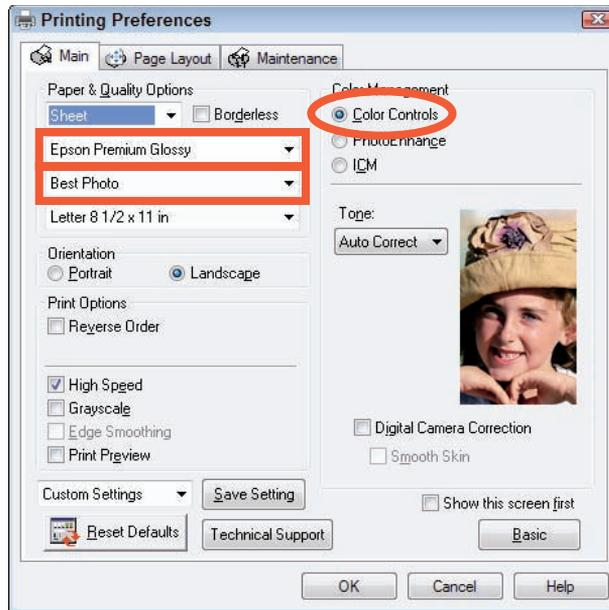 Printing Preferences
Main
Page Layout
Maintenance
Paper & Quality Options
Sheet
Borderless
Epson Premium Glossy
Best Photo
Letter 8 1/2 x 11 in
Orientation
Portrait
Landscape
Print Options
Reverse Order
High Speed
Grayscale
Edge Smoothing
Print Preview
Custom Settings
Save Setting
Reset Defaults
Technical Support
Color Management
Color Controls
PhotoEnhance
ICM
Tone:
Auto Correct
Digital Camera Correction
Smooth Skin
Show this screen first
Basic
OK
Cancel
Help